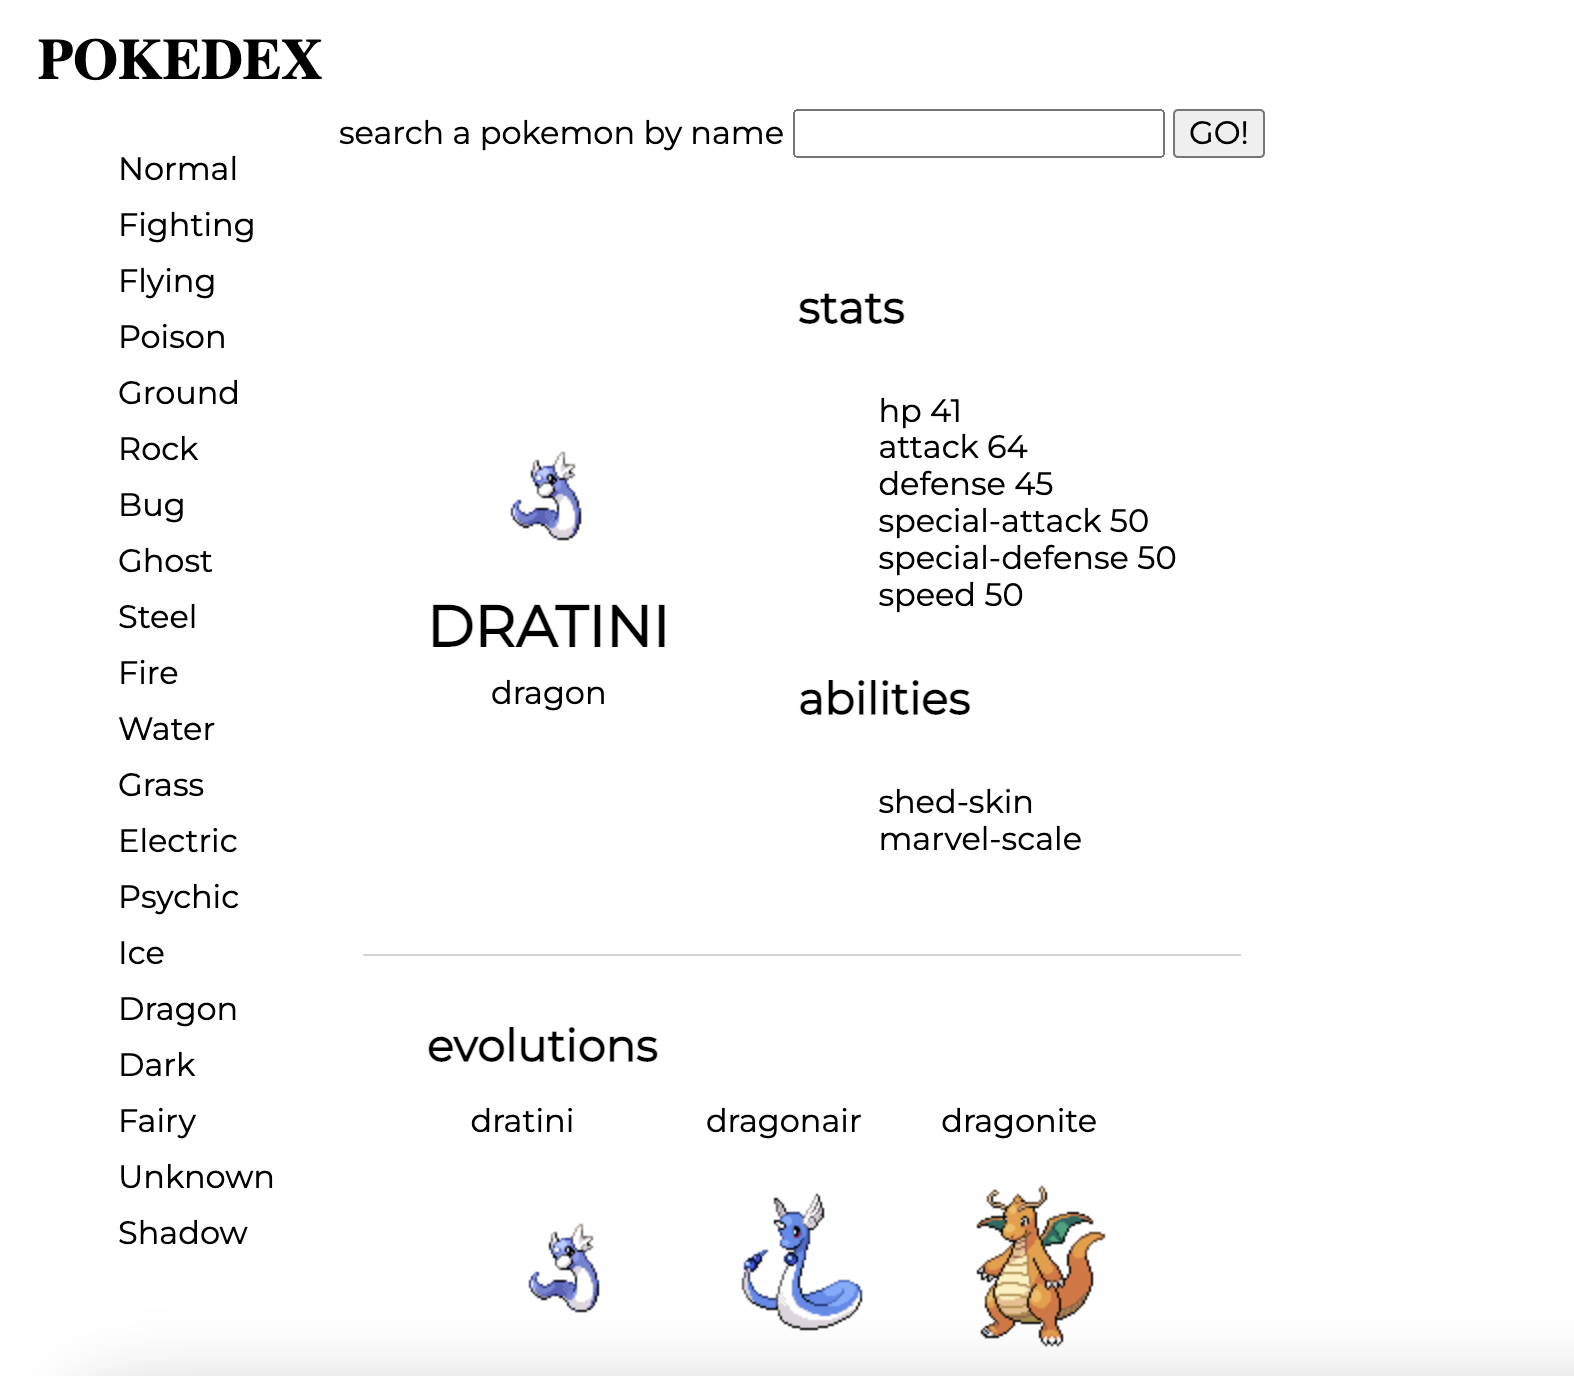 POKEDEX
search a pokemon by name GO!
Normal
Fighting
Flying
Poison
Ground
Rock
Bug
Ghost
Steel
Fire
Water
Grass
Electric
Psychic
Ice
Dragon
Dark
Fairy
Unknown
Shadow
DRATINI
dragon
stats
hp 41
attack 64
defense 45
special-attack 50
special-defense 50
speed 50
abilities
shed-skin
marvel-scale
evolutions
dratini dragonair dragonite